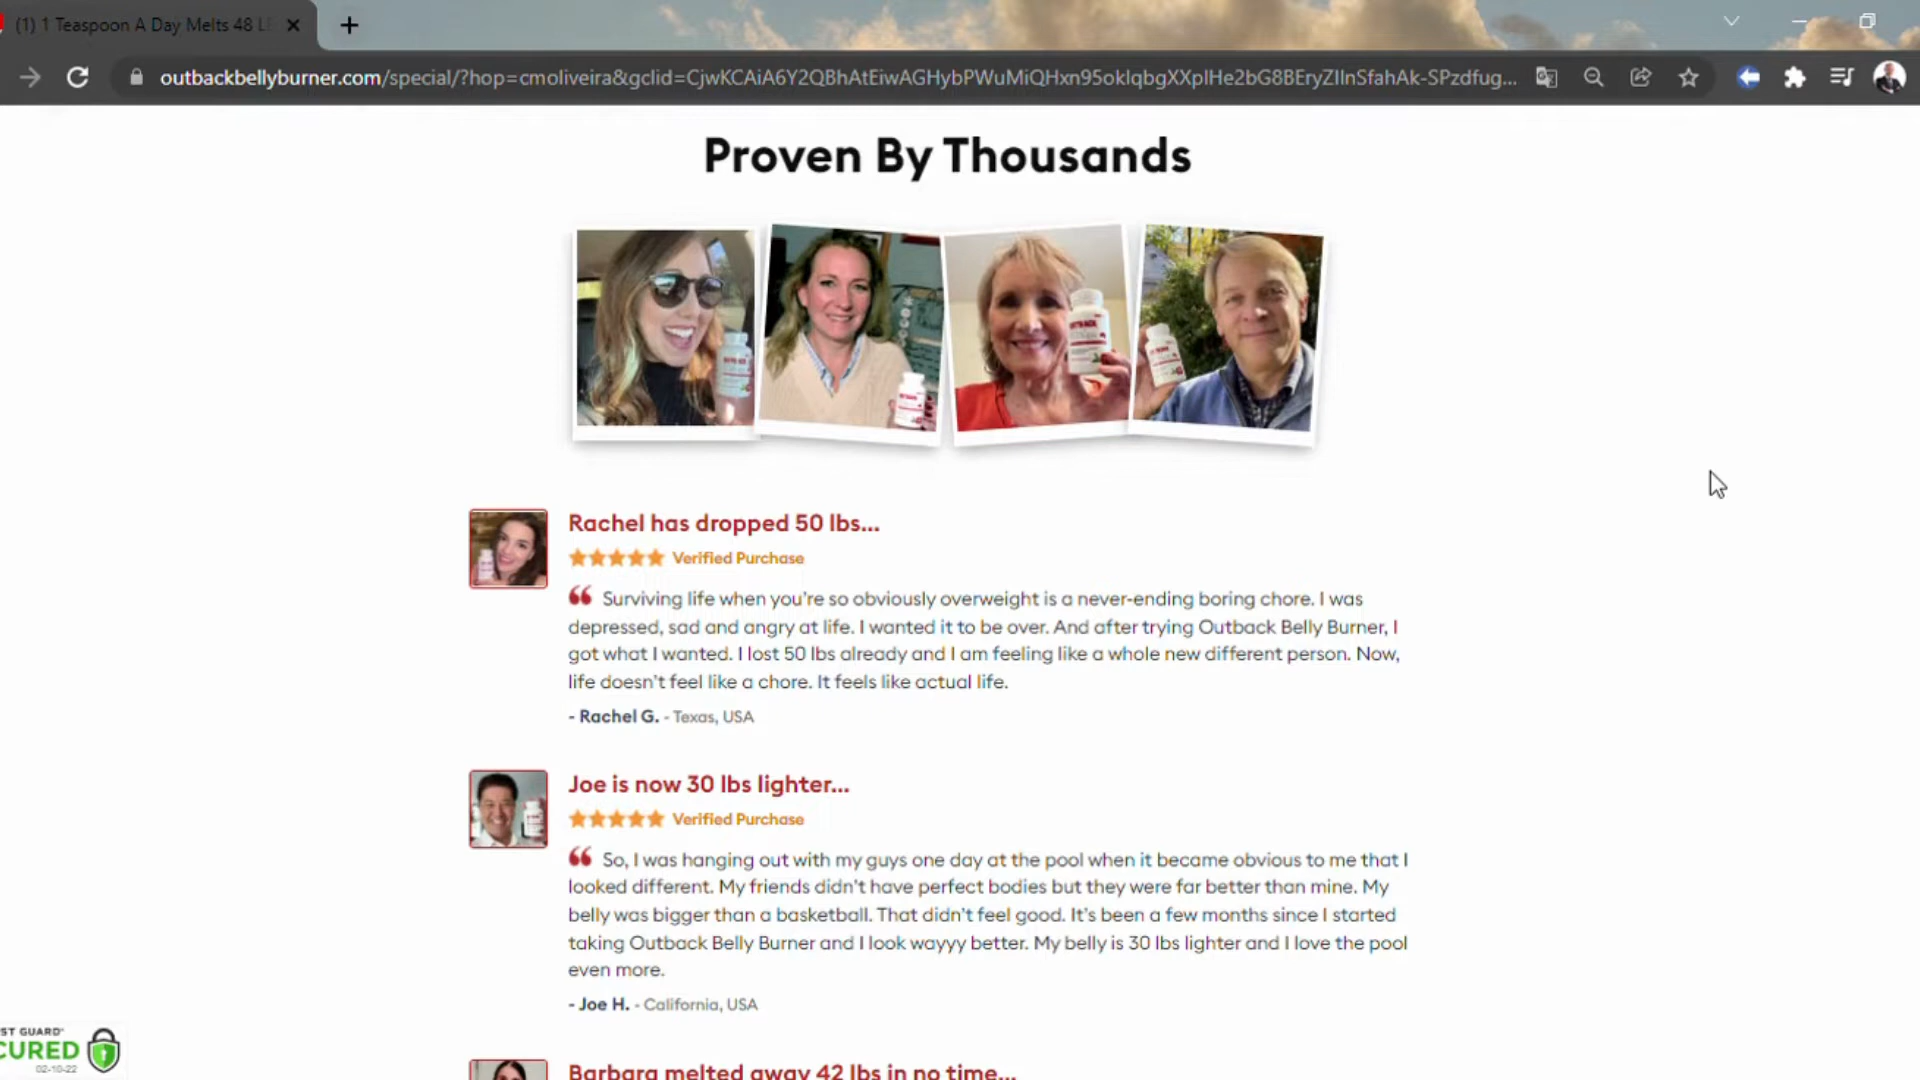 (1) 1 Teaspoon A Day Melts 48 L
outbackbellyburner.com/special/?hop=cmoliveira&gclid=CjwKCAiA6Y2QBhAtEiwAGHybPWuMiQHxn95oklqbgXXplHe2bG8BEryZIlnSfahAk-SPzdfug...
Proven By Thousands
Rachel has dropped 50 lbs...
Verified Purchase
Surviving life when you're so obviously overweight is a never-ending boring chore. I was
depressed, sad and angry at life. I wanted it to be over. And after trying Outback Belly Burner, I
got what I wanted. I lost 50 lbs already and I am feeling like a whole new different person. Now,
life doesn't feel like a chore. It feels like actual life.
- Rachel G. - Texas, USA
Joe is now 30 lbs lighter...
Verified Purchase
So, I was hanging out with my guys one day at the pool when it became obvious to me that I
looked different. My friends didn't have perfect bodies but they were far better than mine. My
belly was bigger than a basketball. That didn't feel good. It's been a few months since I started
taking Outback Belly Burner and I look wayyy better. My belly is 30 lbs lighter and I love the pool
even more.
- Joe H. - California, USA
ST GUARD
CURED
02-10-22
Barbara melted away 42 lbs in no time...